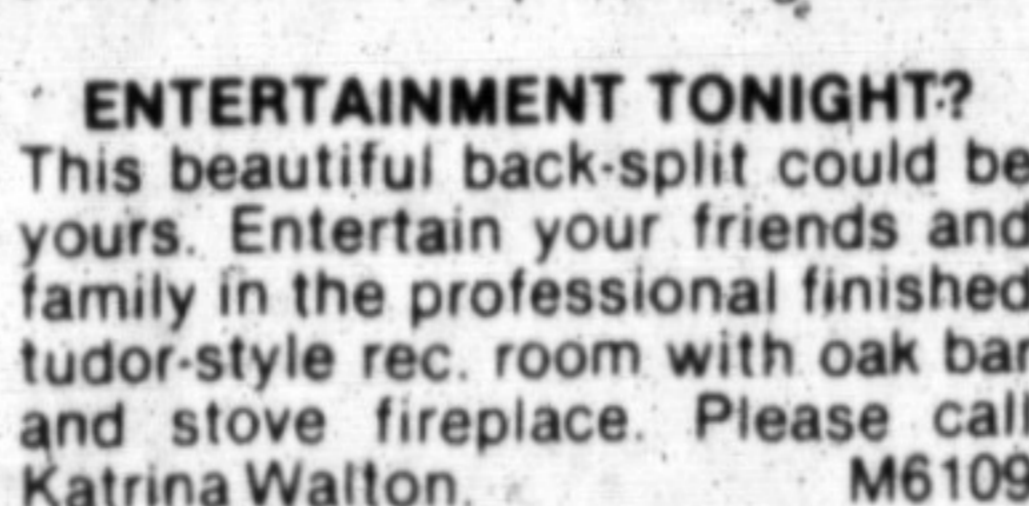 ENTERTAINMENT TONIGHT?
This beautiful back-split could be
yours. Entertain your friends and
family in the professional finished
tudor-style rec. room with oak bar
and stove fireplace. Please call
Katrina Walton. M6109